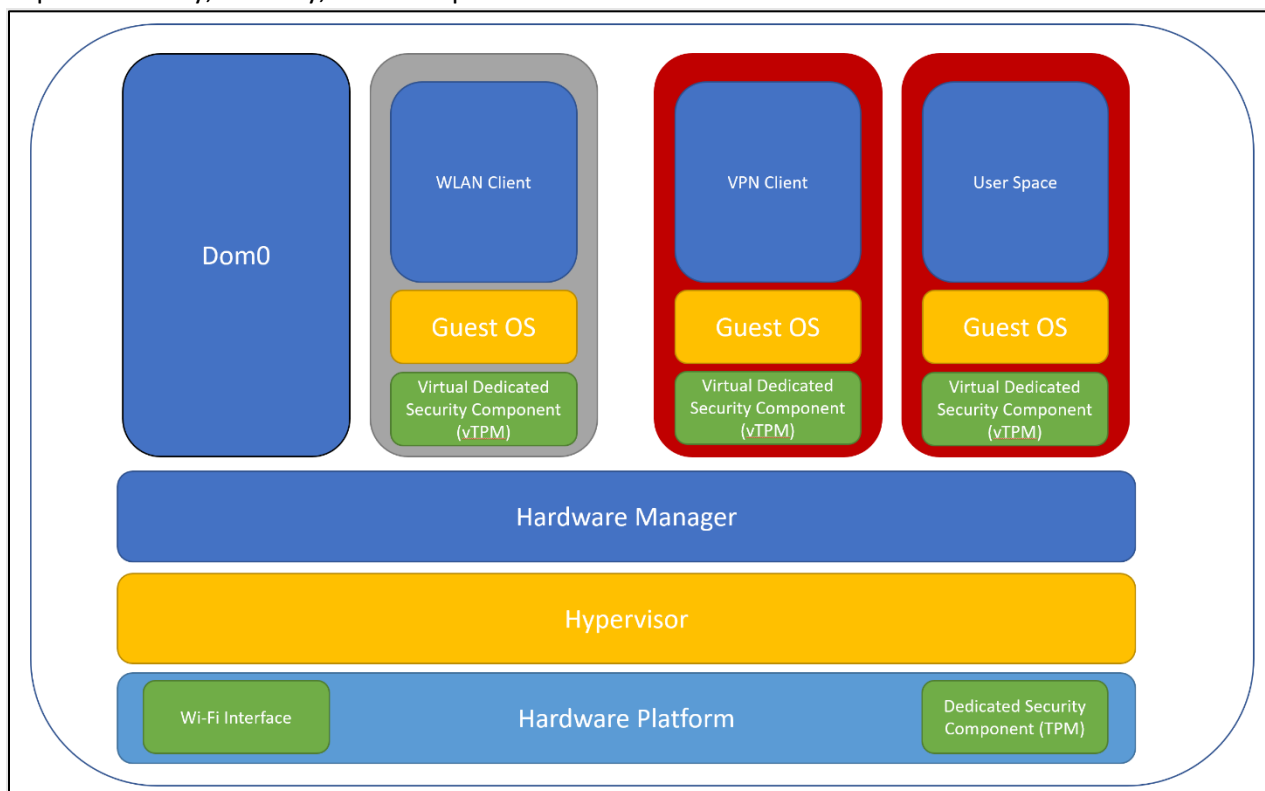 Dom0
WLAN Client
Guest OS
Virtual Dedicated
Security Component
(vTPM)
VPN Client
Guest OS
Virtual Dedicated
Security Component
(vTPM)
User Space
Guest OS
Virtual Dedicated
Security Component
(vTPM)
Hardware Manager
Hypervisor
Wi-Fi Interface
Hardware Platform
Dedicated Security
Component (TPM)